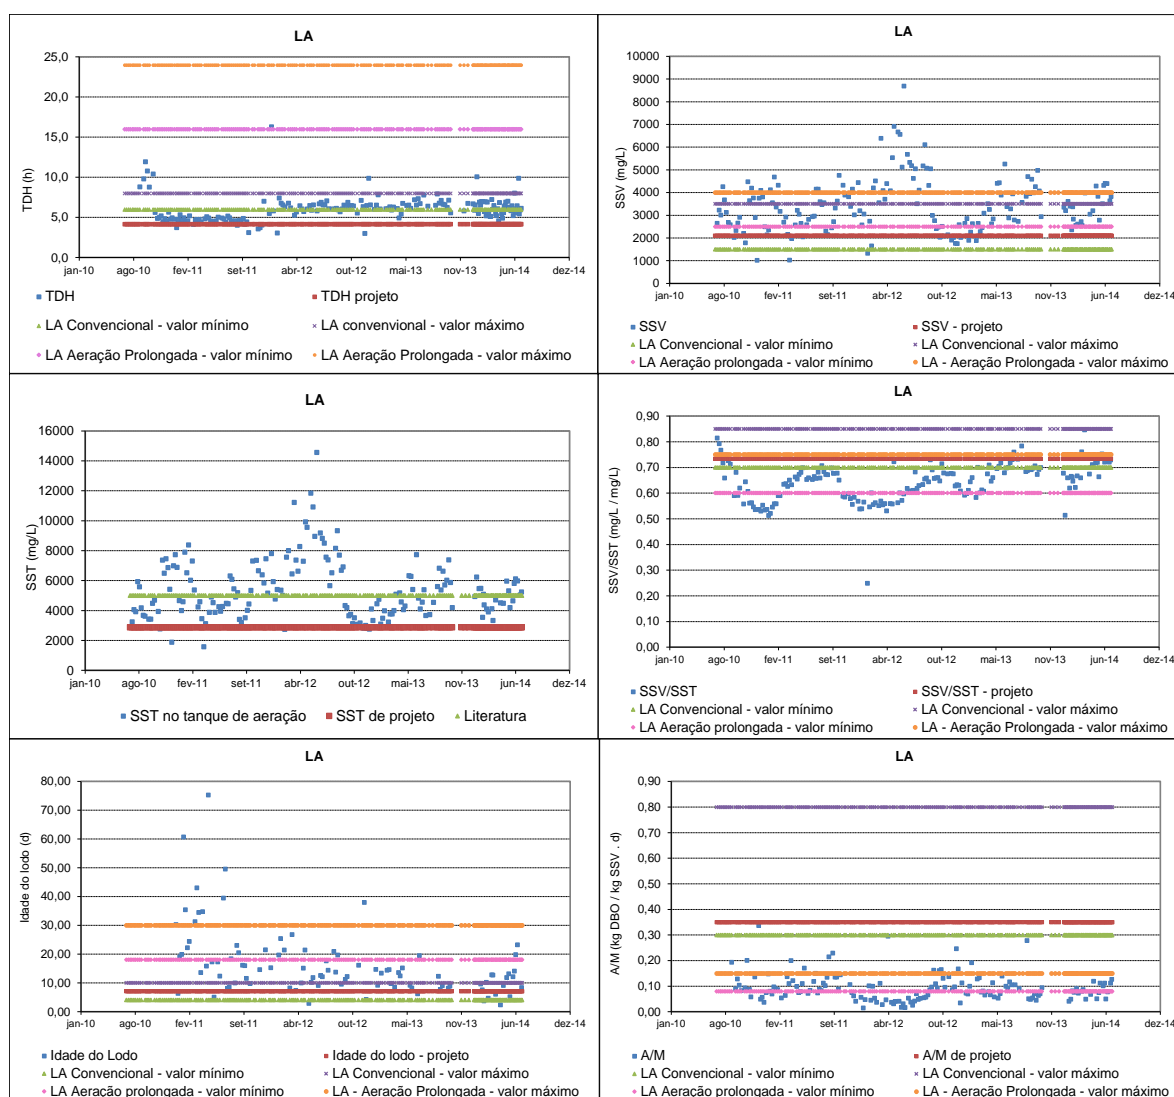 LA
25,0
20,0
15,0
10,0
5,0
0,0
TDH (h)
jan-10 ago-10 fev-11 set-11 abr-12 out-12 mai-13 nov-13 jun-14 dez-14
TDH TDH projeto
LA Convencional - valor mínimo LA convenvional - valor máximo
LA Aeração Prolongada - valor mínimo LA Aeração Prolongada - valor máximo
LA
10000
9000
8000
7000
6000
5000
4000
3000
2000
1000
0
SSV (mg/L)
jan-10 ago-10 fev-11 set-11 abr-12 out-12 mai-13 nov-13 jun-14 dez-14
SSV SSV - projeto
LA Convencional - valor mínimo LA Convencional - valor máximo
LA Aeração prolongada - valor mínimo LA - Aeração Prolongada - valor máximo
LA
16000
14000
12000
10000
8000
6000
4000
2000
0
SST (mg/L)
jan-10 ago-10 fev-11 set-11 abr-12 out-12 mai-13 nov-13 jun-14 dez-14
SST no tanque de aeração SST de projeto Literatura
LA
0,90
0,80
0,70
0,60
0,50
0,40
0,30
0,20
0,10
0,00
SSV/SST (mg/L / mg/L)
jan-10 ago-10 fev-11 set-11 abr-12 out-12 mai-13 nov-13 jun-14 dez-14
SSV/SST SSV/SST - projeto
LA Convencional - valor mínimo LA Convencional - valor máximo
LA Aeração prolongada - valor mínimo LA - Aeração Prolongada - valor máximo
LA
80,00
70,00
60,00
50,00
40,00
30,00
20,00
10,00
0,00
Idade do lodo (d)
jan-10 ago-10 fev-11 set-11 abr-12 out-12 mai-13 nov-13 jun-14 dez-14
Idade do Lodo Idade do lodo - projeto
LA Convencional - valor mínimo LA Convencional - valor máximo
LA Aeração prolongada - valor mínimo LA - Aeração Prolongada - valor máximo
LA
0,90
0,80
0,70
0,60
0,50
0,40
0,30
0,20
0,10
0,00
A/M (kg DBO / kg SSV . d)
jan-10 ago-10 fev-11 set-11 abr-12 out-12 mai-13 nov-13 jun-14 dez-14
A/M A/M de projeto
LA Convencional - valor mínimo LA Convencional - valor máximo
LA Aeração prolongada - valor mínimo LA - Aeração Prolongada - valor máximo